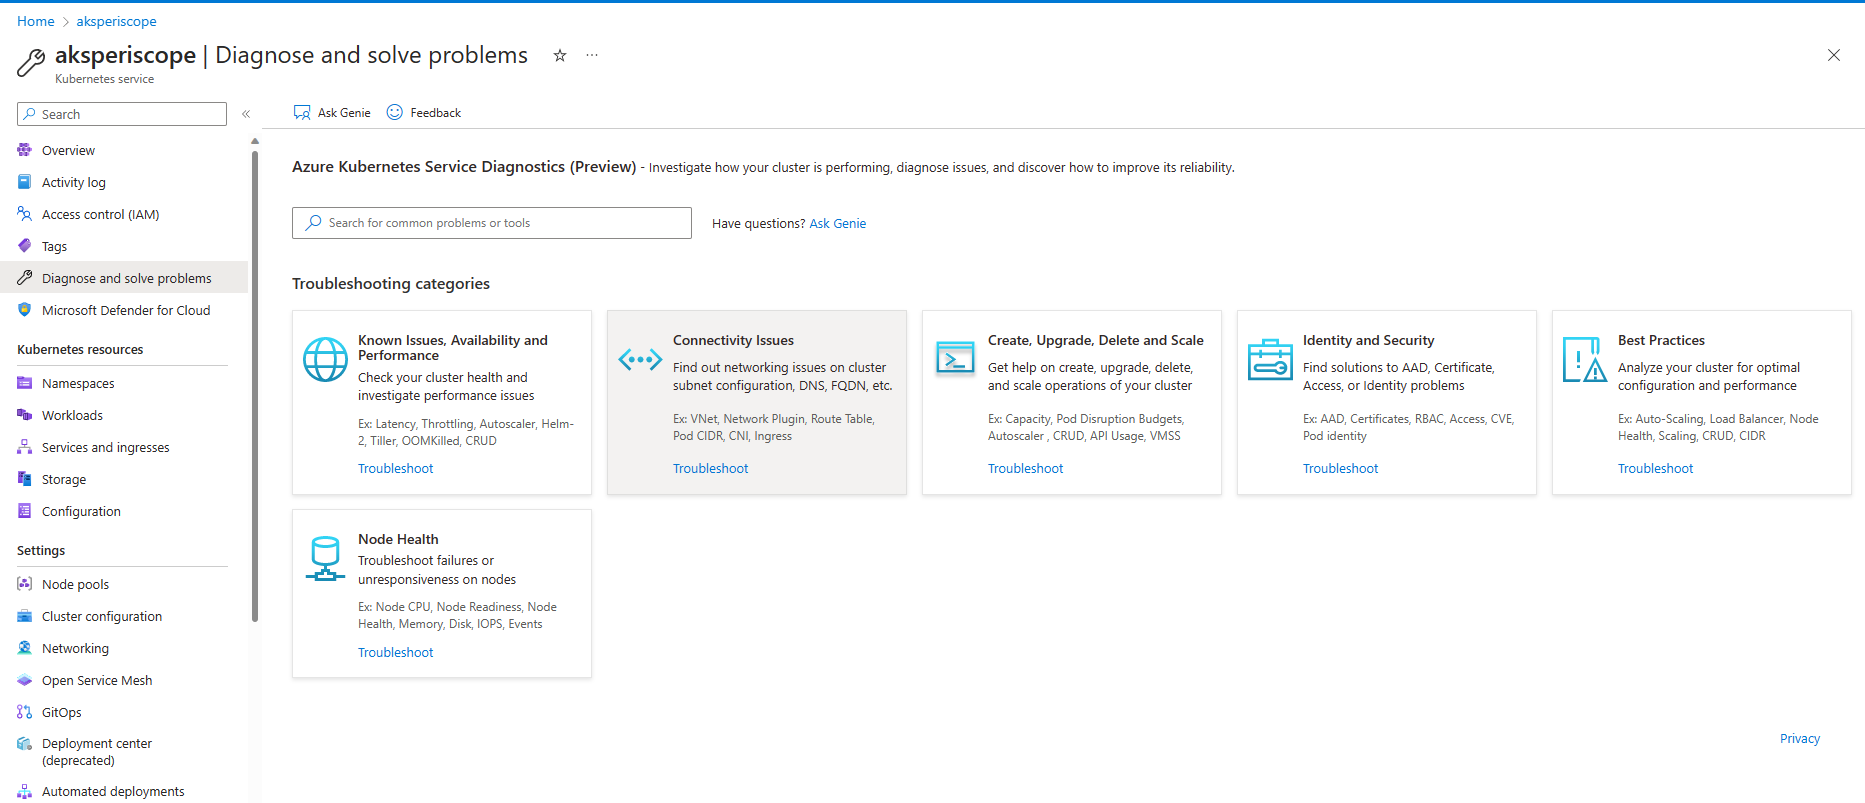 Home > aksperiscope
aksperiscope | Diagnose and solve problems
Kubernetes service
Search
Overview
Activity log
Access control (IAM)
Tags
Diagnose and solve problems
Microsoft Defender for Cloud
Kubernetes resources
Namespaces
Workloads
Services and ingresses
Storage
Configuration
Settings
Node pools
Cluster configuration
Networking
Open Service Mesh
GitOps
Deployment center
(deprecated)
Automated deployments
Ask Genie Feedback
Azure Kubernetes Service Diagnostics (Preview) - Investigate how your cluster is performing, diagnose issues, and discover how to improve its reliability.
Search for common problems or tools
Have questions? Ask Genie
Troubleshooting categories
Known Issues, Availability and
Performance
Check your cluster health and
investigate performance issues
Ex: Latency, Throttling, Autoscaler, Helm-
2, Tiller, OOMKilled, CRUD
Troubleshoot
Connectivity Issues
Find out networking issues on cluster
subnet configuration, DNS, FQDN, etc.
Ex: VNet, Network Plugin, Route Table,
Pod CIDR, CNI, Ingress
Troubleshoot
Create, Upgrade, Delete and Scale
Get help on create, upgrade, delete,
and scale operations of your cluster
Ex: Capacity, Pod Disruption Budgets,
Autoscaler , CRUD, API Usage, VMSS
Troubleshoot
Identity and Security
Find solutions to AAD, Certificate,
Access, or Identity problems
Ex: AAD, Certificates, RBAC, Access, CVE,
Pod identity
Troubleshoot
Best Practices
Analyze your cluster for optimal
configuration and performance
Ex: Auto-Scaling, Load Balancer, Node
Health, Scaling, CRUD, CIDR
Troubleshoot
Node Health
Troubleshoot failures or
unresponsiveness on nodes
Ex: Node CPU, Node Readiness, Node
Health, Memory, Disk, IOPS, Events
Troubleshoot
Privacy